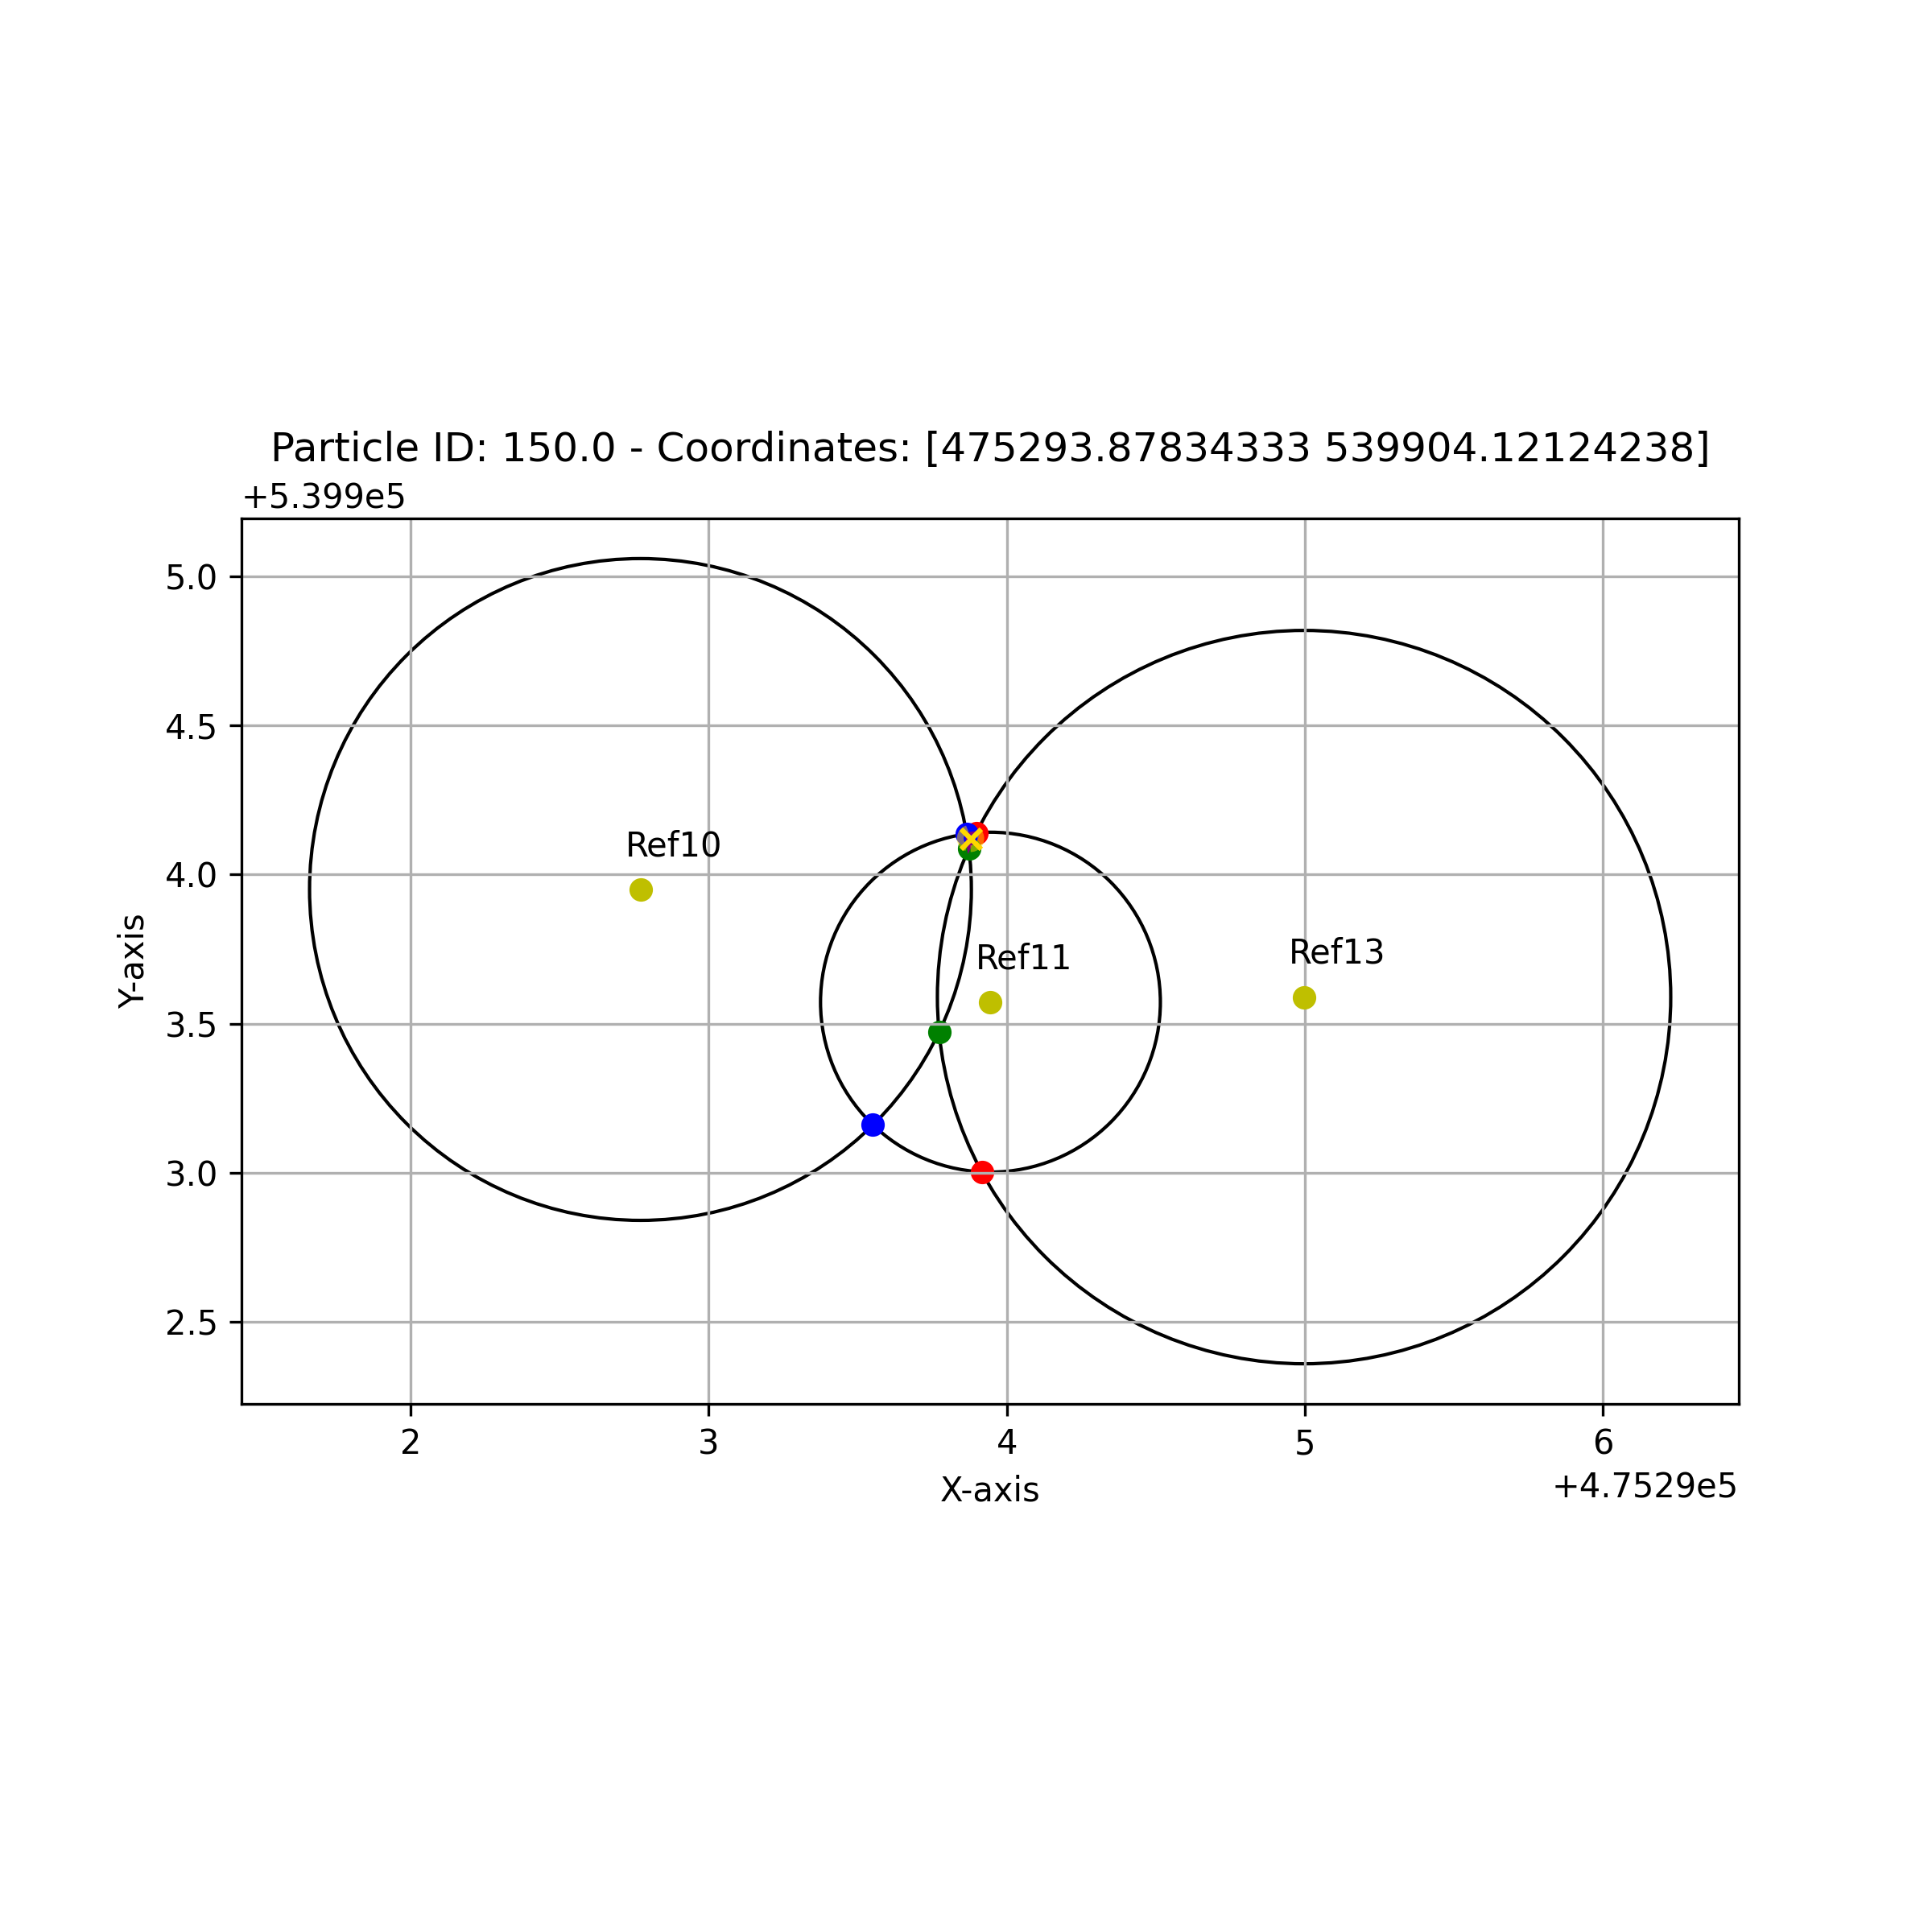 Particle ID: 150.0 - Coordinates: [475293.87834333 539904.12124238]
+5.399e5
5.0
4.5
4.0
3.5
3.0
2.5
Y-axis
Ref10
Ref11
Ref13
2 3 4 5 6
X-axis
+4.7529e5